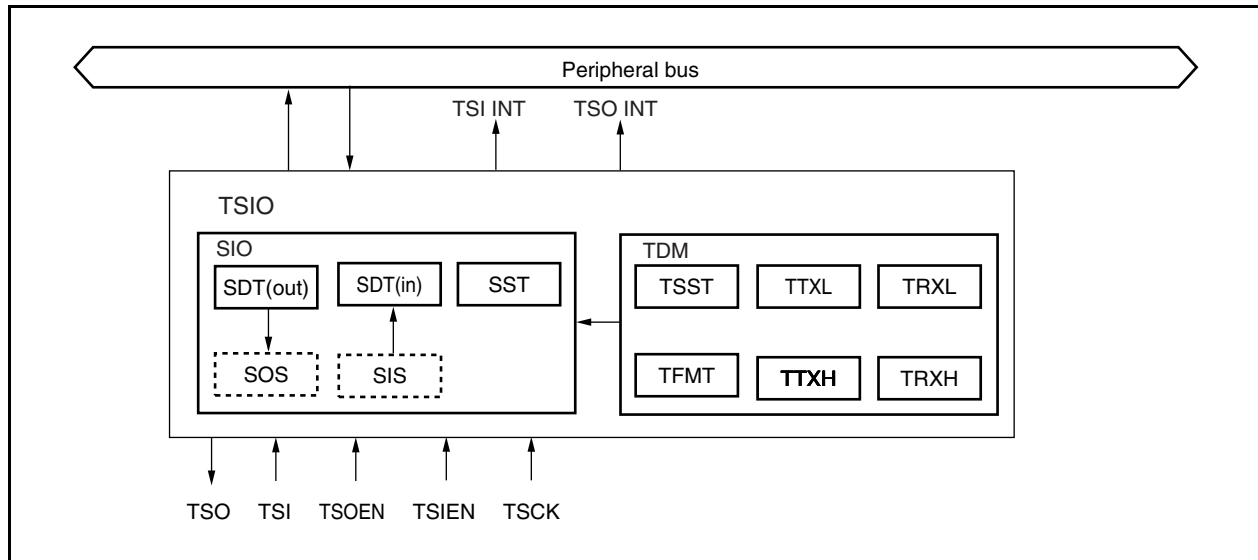 Peripheral bus
TSI INT TSO INT
TSIO
SIO
SDT(out) SDT(in) SST
SOS SIS
TDM
TSST TTXL TRXL
TFMT TTXH TRXH
TSO TSI TSOEN TSIEN TSCK